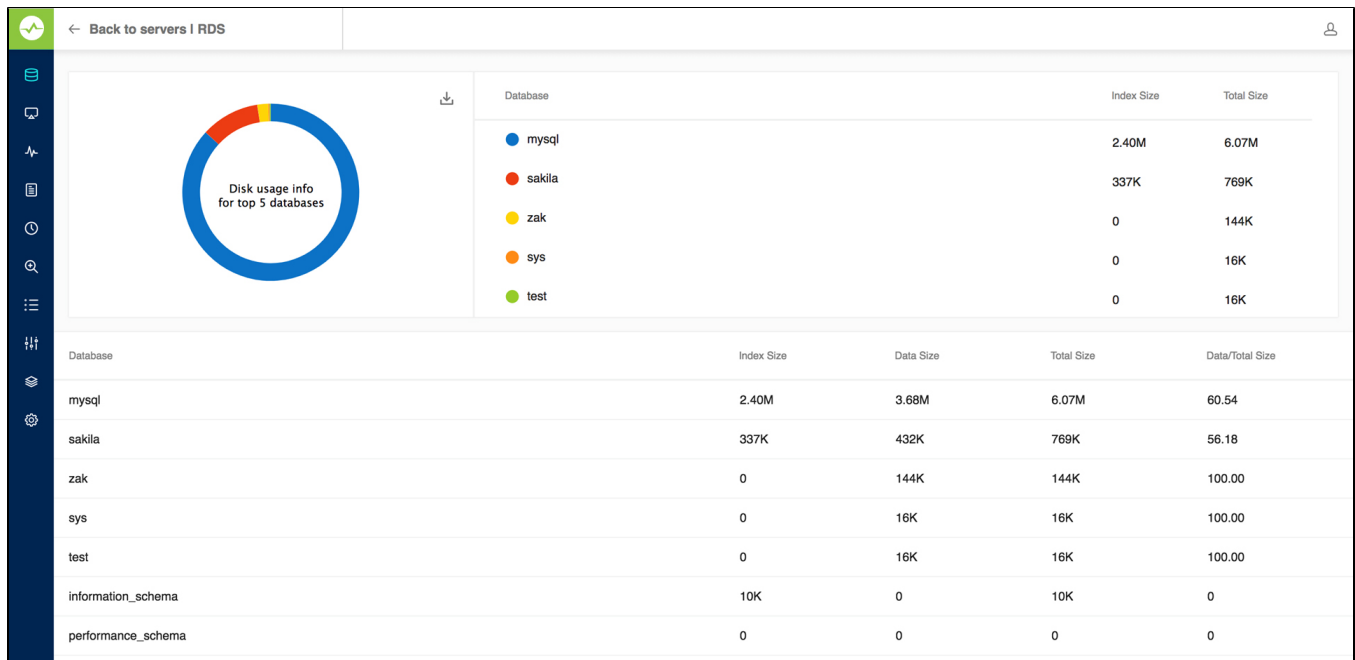 Back to servers | RDS
Disk usage info
for top 5 databases
Database Index Size Total Size
mysql 2.40M 6.07M
sakila 337K 769K
zak 0 144K
sys 0 16K
test 0 16K
Database Index Size Data Size Total Size Data/Total Size
mysql 2.40M 3.68M 6.07M 60.54
sakila 337K 432K 769K 56.18
zak 0 144K 144K 100.00
sys 0 16K 16K 100.00
test 0 16K 16K 100.00
information_schema 10K 0 10K 0
performance_schema 0 0 0 0